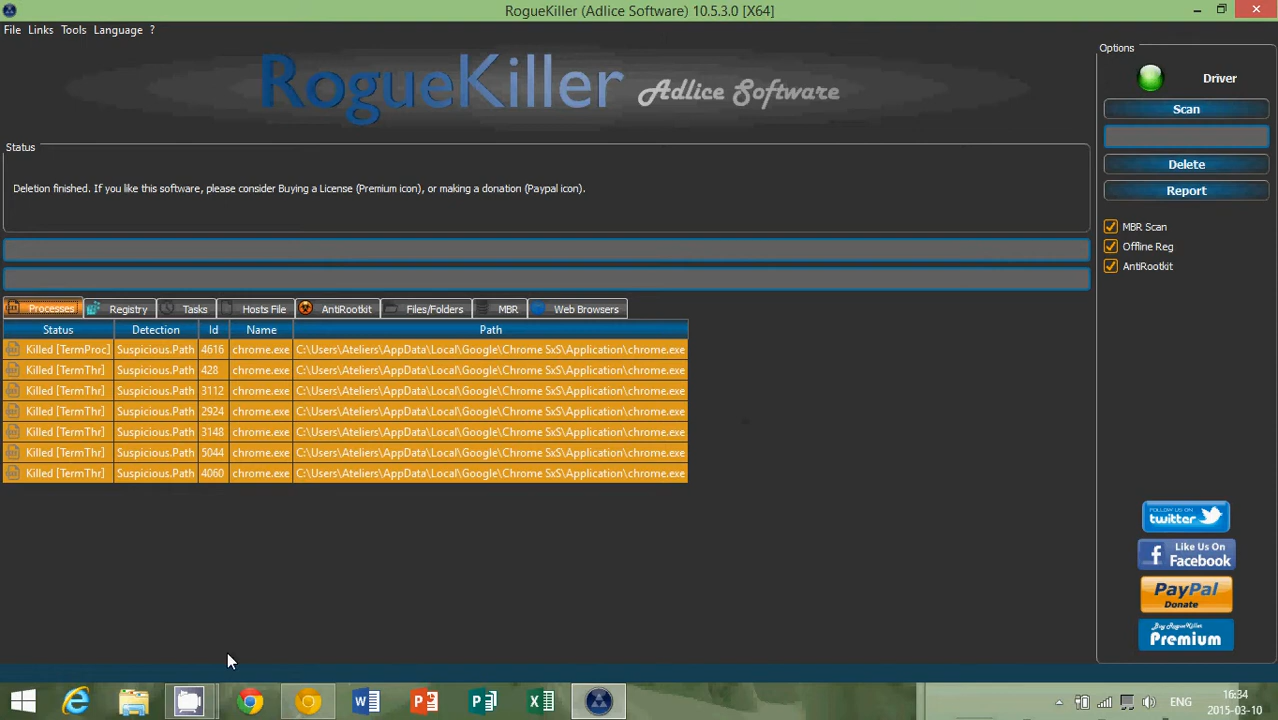 RogueKiller (Adlice Software) 10.5.3.0 [X64]
File Links Tools Language ?
RogueKiller Adlice Software
Options
Driver
Scan
Delete
Report
MBR Scan
Offline Reg
AntiRootkit
Status
Deletion finished. If you like this software, please consider Buying a License (Premium icon), or making a donation (Paypal icon).
Processes Registry Tasks Hosts File AntiRootkit Files/Folders MBR Web Browsers
Status Detection Id Name Path
Killed [TermProc] Suspicious.Path 4616 chrome.exe C:\Users\Ateliers\AppData\Local\Google\Chrome SxS\Application\chrome.exe
Killed [TermThr] Suspicious.Path 428 chrome.exe C:\Users\Ateliers\AppData\Local\Google\Chrome SxS\Application\chrome.exe
Killed [TermThr] Suspicious.Path 3112 chrome.exe C:\Users\Ateliers\AppData\Local\Google\Chrome SxS\Application\chrome.exe
Killed [TermThr] Suspicious.Path 2924 chrome.exe C:\Users\Ateliers\AppData\Local\Google\Chrome SxS\Application\chrome.exe
Killed [TermThr] Suspicious.Path 3148 chrome.exe C:\Users\Ateliers\AppData\Local\Google\Chrome SxS\Application\chrome.exe
Killed [TermThr] Suspicious.Path 5044 chrome.exe C:\Users\Ateliers\AppData\Local\Google\Chrome SxS\Application\chrome.exe
Killed [TermThr] Suspicious.Path 4060 chrome.exe C:\Users\Ateliers\AppData\Local\Google\Chrome SxS\Application\chrome.exe
FOLLOW US ON
twitter
Like Us On
Facebook
PayPal
Donate
Buy RogueKiller
Premium
ENG
16:34
2015-03-10